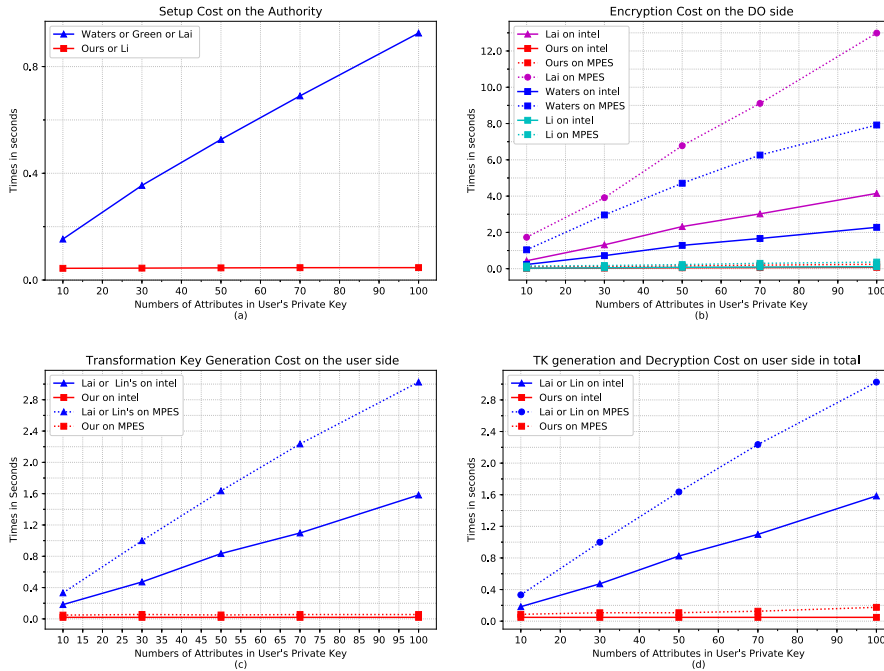 Setup Cost on the Authority
Waters or Green or Lai
Ours or Li
Times in seconds
0.8
0.4
0.0
10 20 30 40 50 60 70 80 90 100
Numbers of Attributes in User's Private Key
(a)
Encryption Cost on the DO side
Lai on intel
Ours on intel
Ours on MPES
Lai on MPES
Waters on intel
Waters on MPES
Li on intel
Li on MPES
Times in seconds
12.0
10.0
8.0
6.0
4.0
2.0
0.0
10 20 30 40 50 60 70 80 90 100
Numbers of Attributes in User's Private Key
(b)
Transformation Key Generation Cost on the user side
Lai or Lin's on intel
Our on intel
Lai or Lin's on MPES
Our on MPES
Times in Seconds
2.8
2.4
2.0
1.6
1.2
0.8
0.4
0.0
10 15 20 25 30 35 40 45 50 55 60 65 70 75 80 85 90 95 100
Numbers of Attributes in User's Private Key
(c)
TK generation and Decryption Cost on user side in total
Lai or Lin on intel
Ours on intel
Lai or Lin on MPES
Ours on MPES
Times in seconds
2.8
2.4
2.0
1.6
1.2
0.8
0.4
0.0
10 20 30 40 50 60 70 80 90 100
Numbers of Attributes in User's Private Key
(d)